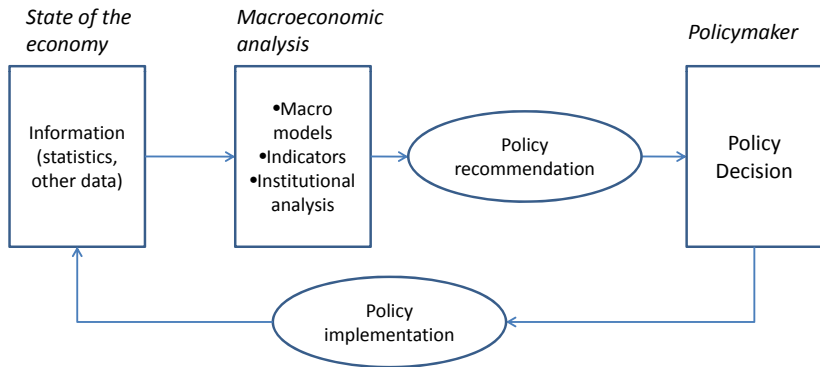 State of the
economy
Macroeconomic
analysis
Policymaker
Information
(statistics,
other data)
•Macro
models
•Indicators
•Institutional
analysis
Policy
recommendation
Policy
Decision
Policy
implementation